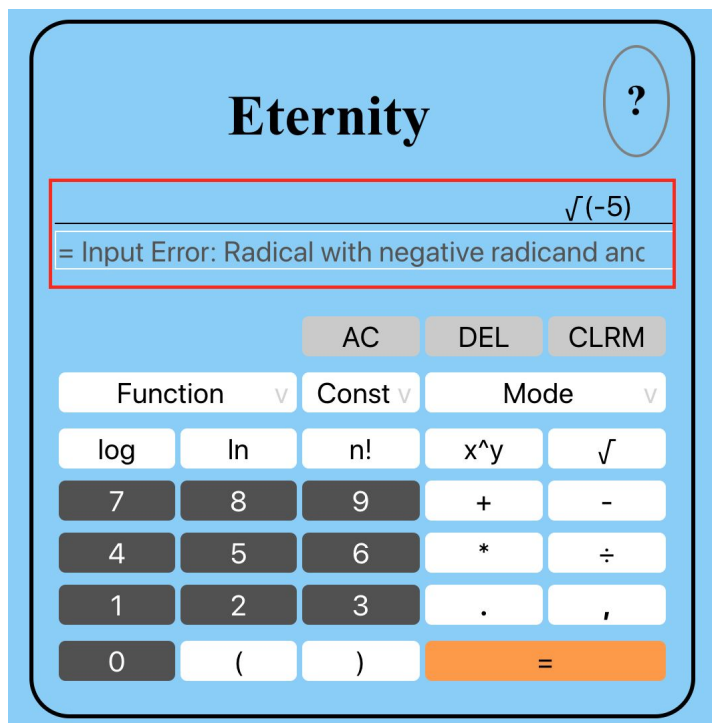 Eternity
?
√(-5)
= Input Error: Radical with negative radicand and
AC DEL CLRM
Function v Const v Mode v
log ln n! x^y √
7 8 9 + -
4 5 6 * ÷
1 2 3 . ,
0 ( ) =